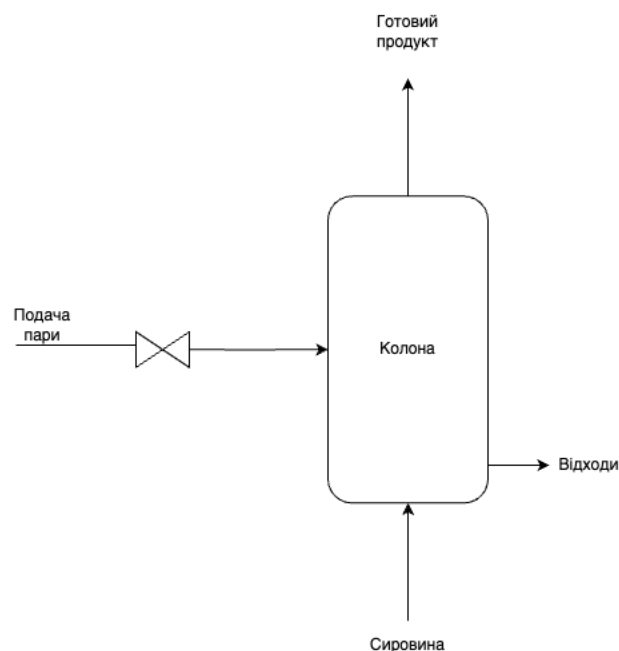 Готовий
продукт
Подача
пари
Колона
Відходи
Сировина